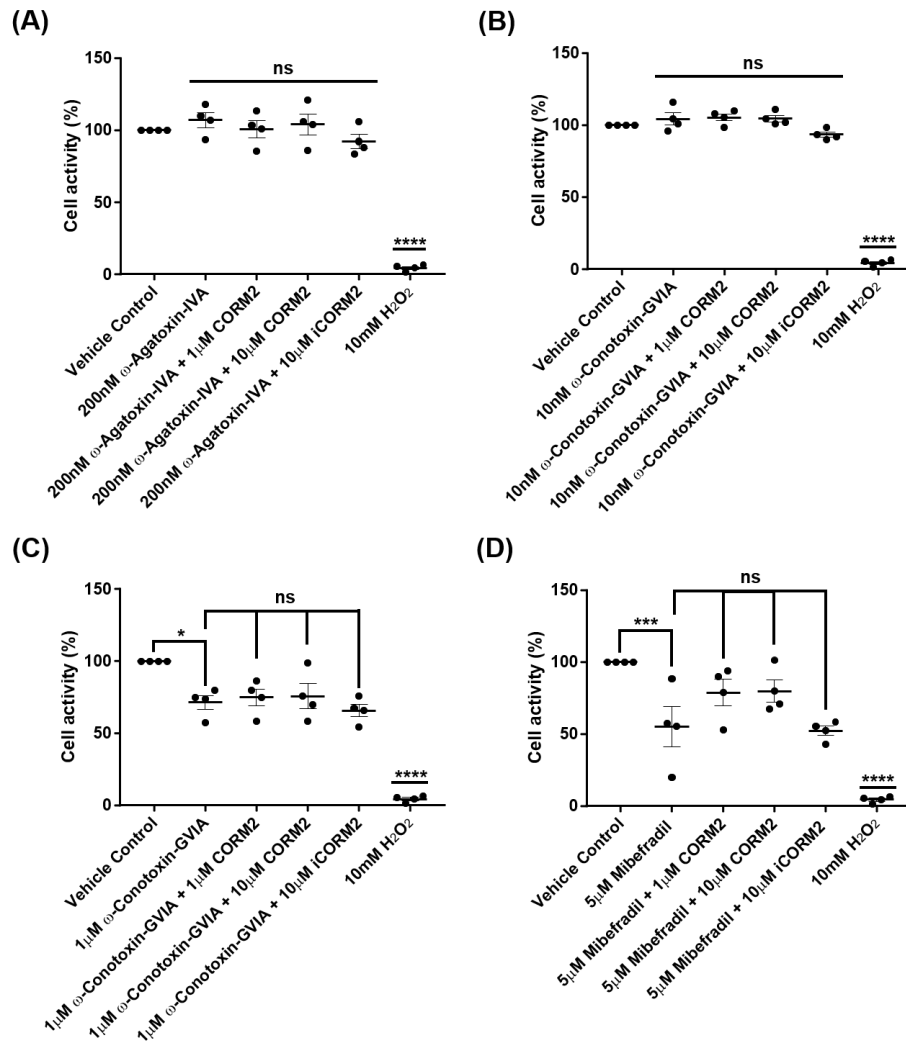 (A)
ns
150
100
50
0
Cell activity (%)
****
Vehicle Control
200nM ω-Agatoxin-IVA
200nM ω-Agatoxin-IVA + 1μM CORM2
200nM ω-Agatoxin-IVA + 10μM CORM2
200nM ω-Agatoxin-IVA + 10μM iCORM2
10mM H₂O₂
(B)
ns
150
100
50
0
Cell activity (%)
****
Vehicle Control
10nM ω-Conotoxin-GVIA
10nM ω-Conotoxin-GVIA + 1μM CORM2
10nM ω-Conotoxin-GVIA + 10μM CORM2
10nM ω-Conotoxin-GVIA + 10μM iCORM2
10mM H₂O₂
(C)
ns
*
150
100
50
0
Cell activity (%)
****
Vehicle Control
1μM ω-Conotoxin-GVIA
1μM ω-Conotoxin-GVIA + 1μM CORM2
1μM ω-Conotoxin-GVIA + 10μM CORM2
1μM ω-Conotoxin-GVIA + 10μM iCORM2
10mM H₂O₂
(D)
ns
***
150
100
50
0
Cell activity (%)
****
Vehicle Control
5μM Mibefradil
5μM Mibefradil + 1μM CORM2
5μM Mibefradil + 10μM CORM2
5μM Mibefradil + 10μM iCORM2
10mM H₂O₂